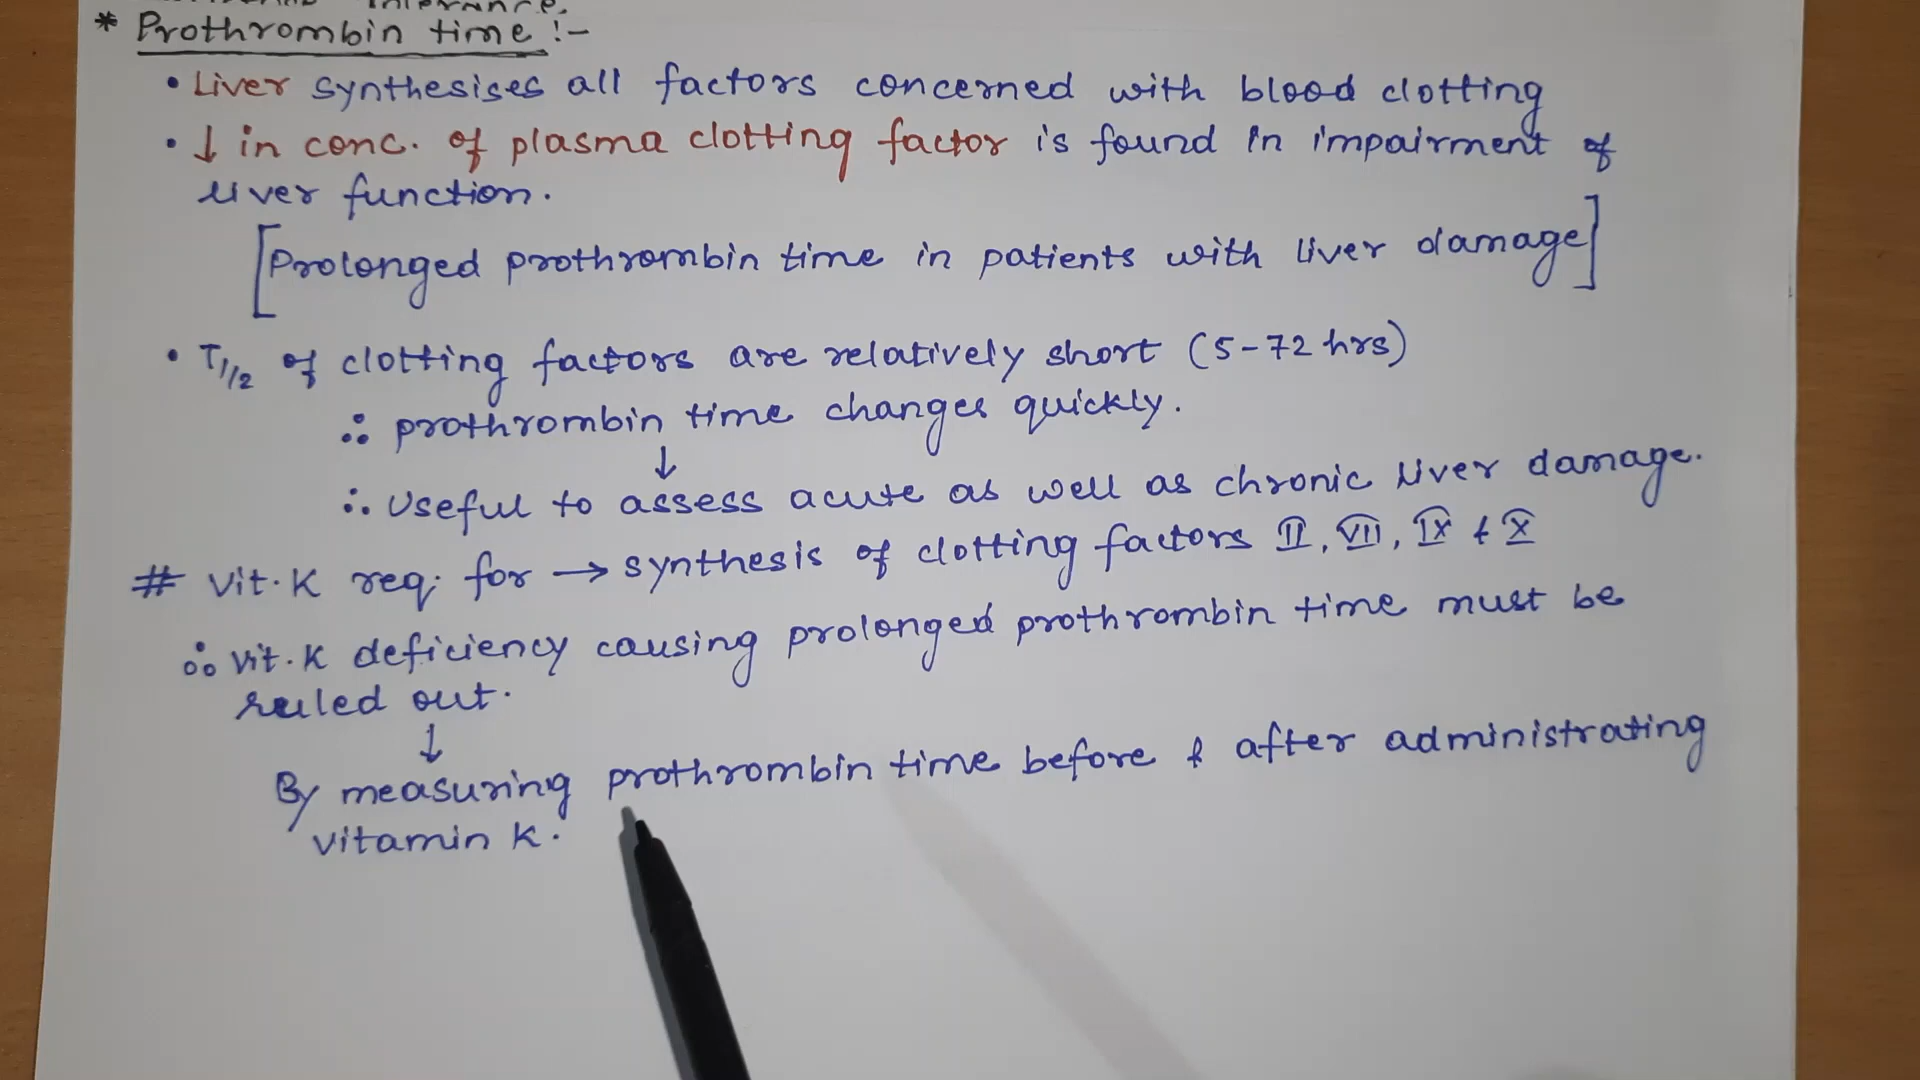 * Prothrombin time :-
• Liver synthesises all factors concerned with blood clotting
• ↓ in conc. of plasma clotting factor is found in impairment of
liver function.
[Prolonged prothrombin time in patients with liver damage]
• T1/2 of clotting factors are relatively short (5-72 hrs)
∴ prothrombin time changes quickly.
↓
∴ Useful to assess acute as well as chronic liver damage.
# Vit. K req. for → synthesis of clotting factors II, VII, IX & X
∴ Vit. K deficiency causing prolonged prothrombin time must be
ruled out.
↓
By measuring prothrombin time before & after administrating
vitamin K.